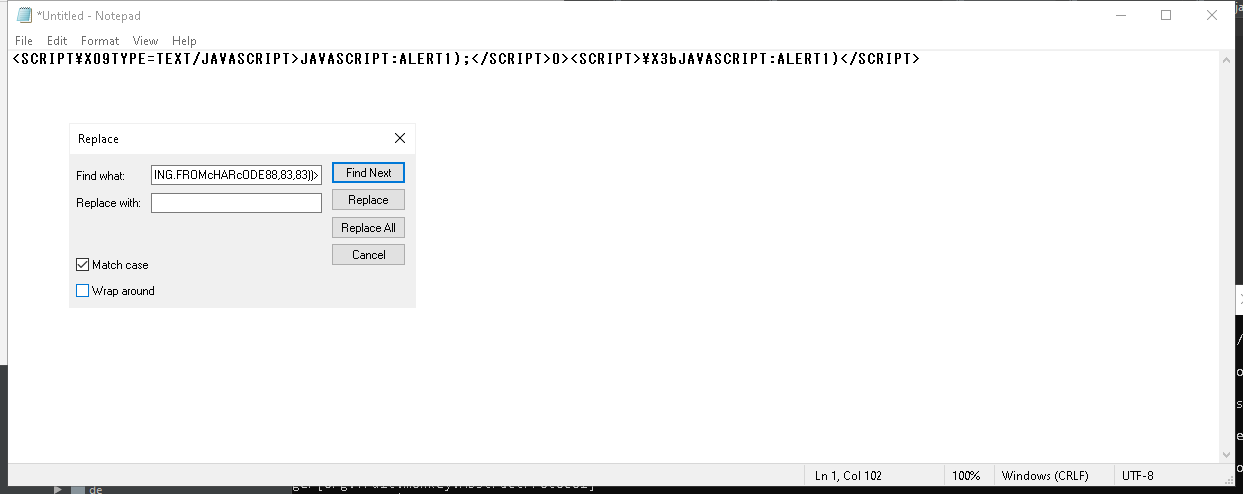 *Untitled - Notepad
File Edit Format View Help
<SCRIPT¥X09TYPE=TEXT/JAVASCRIPT>JAVASCRIPT:ALERT1);</SCRIPT>0><SCRIPT>¥X3bJAVASCRIPT:ALERT1)</SCRIPT>
Replace
Find what: ING.FROMcHARcODE88,83,83))> Find Next
Replace with: Replace
Replace All
Cancel
Match case
Wrap around
Ln 1, Col 102 100% Windows (CRLF) UTF-8
de